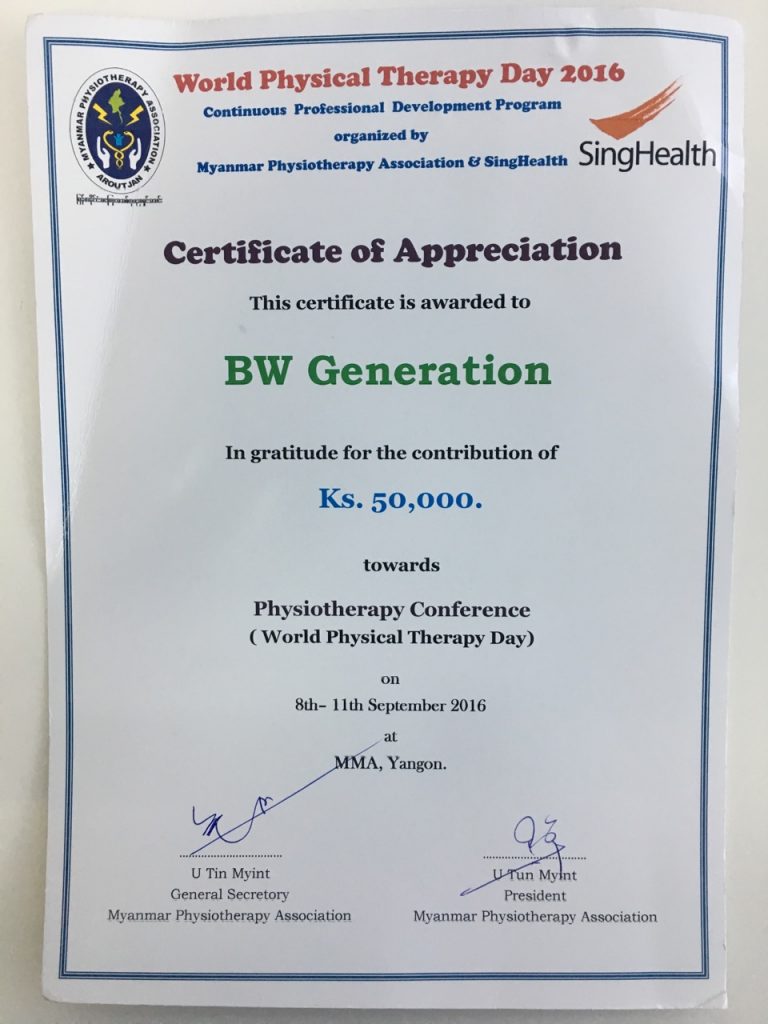 World Physical Therapy Day 2016
Continuous Professional Development Program
organized by
Myanmar Physiotherapy Association & SingHealth
MYANMAR PHYSIOTHERAPY ASSOCIATION
SingHealth
Certificate of Appreciation
This certificate is awarded to
BW Generation
In gratitude for the contribution of
Ks. 50,000.
towards
Physiotherapy Conference
( World Physical Therapy Day)
on
8th– 11th September 2016
at
MMA, Yangon.
U Tin Myint
General Secretory
Myanmar Physiotherapy Association
U Tun Myint
President
Myanmar Physiotherapy Association